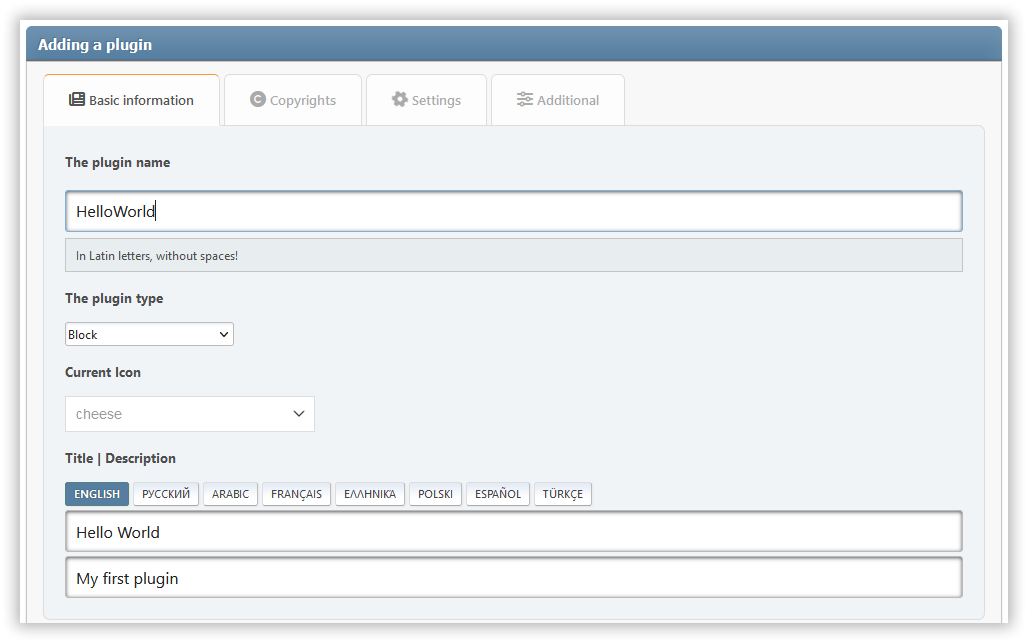 Adding a plugin
Basic information Copyrights Settings Additional
The plugin name
HelloWorld
In Latin letters, without spaces!
The plugin type
Block
Current Icon
cheese
Title | Description
ENGLISH РУССКИЙ ARABIC FRANÇAIS ΕΛΛΗΝΙΚΆ POLSKI ESPAÑOL TÜRKÇE
Hello World
My first plugin